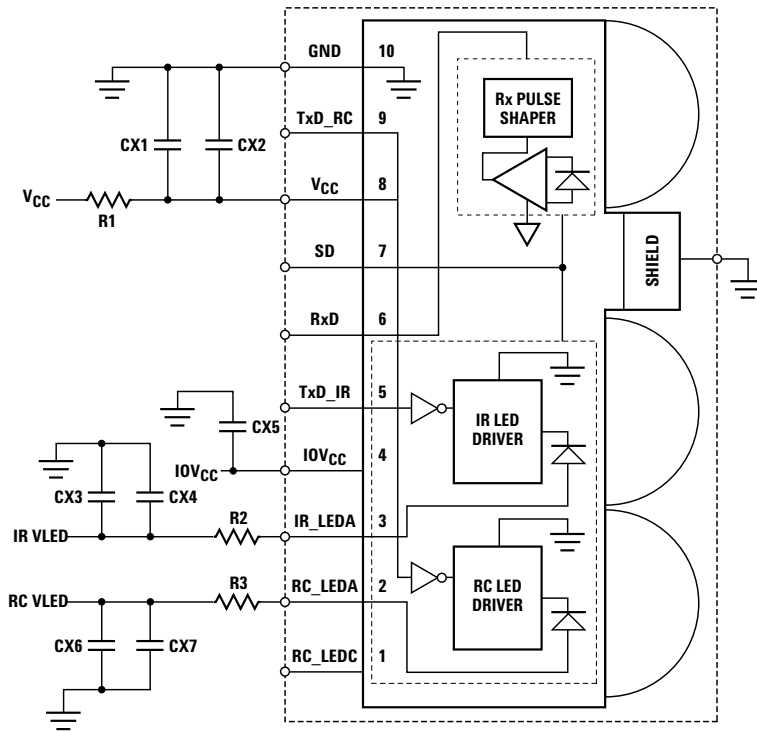 GND 10
Rx PULSE
SHAPER
TxD_RC 9
CX1 CX2
VCC R1
VCC 8
SD 7
SHIELD
RxD 6
TxD_IR 5
IR LED
DRIVER
CX5
IOVCC
IOVCC 4
CX3 CX4
IR VLED R2
IR_LEDA 3
RC VLED R3
RC_LEDA 2
RC LED
DRIVER
CX6 CX7
RC_LEDC 1